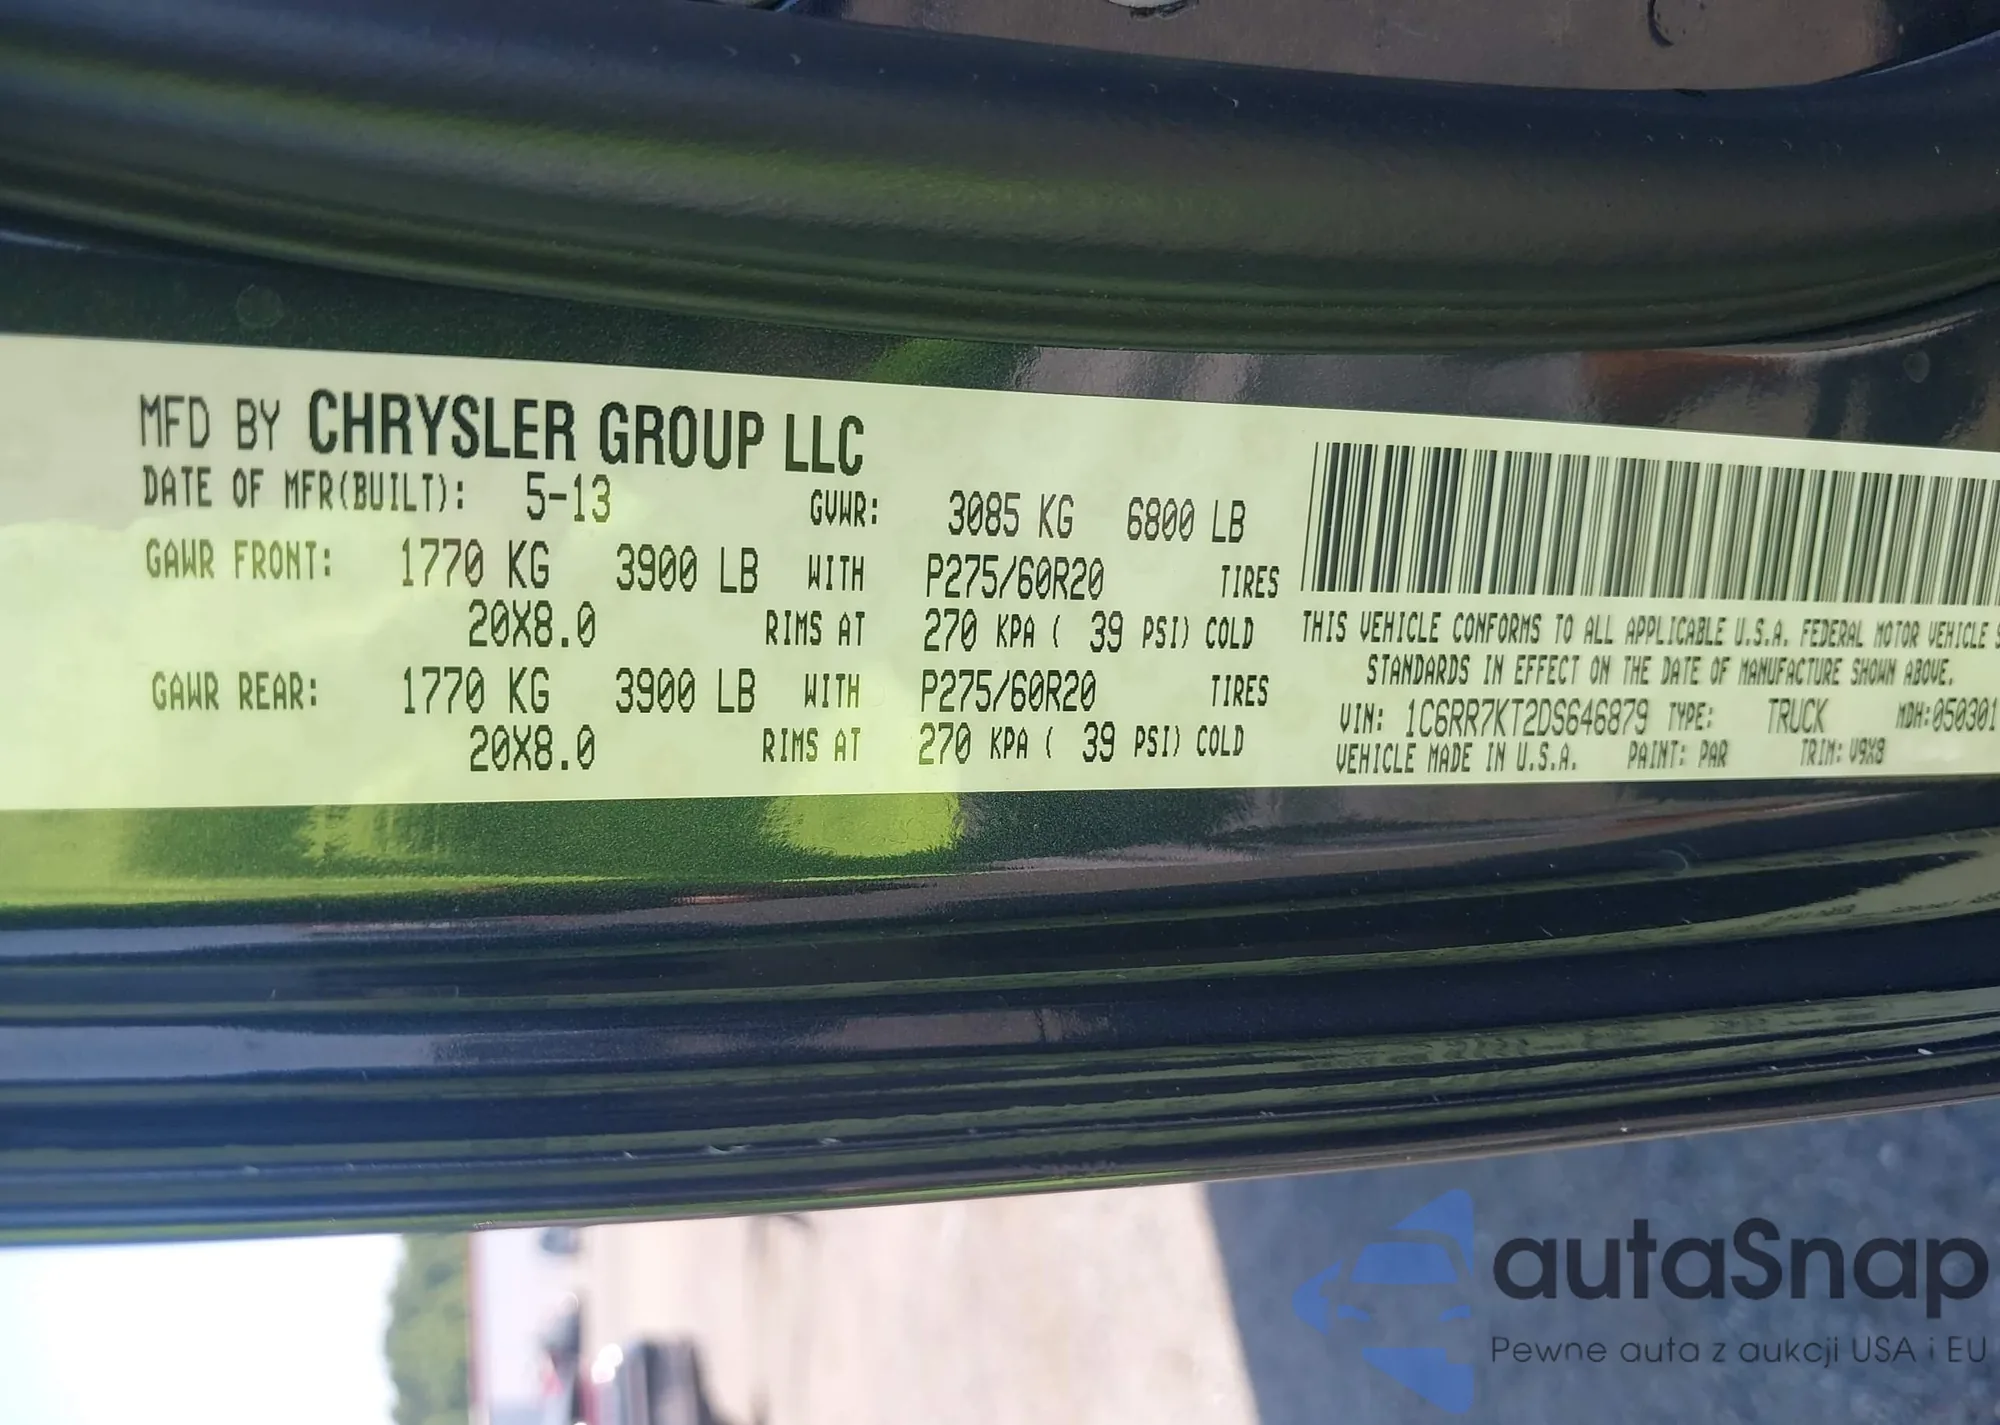 MFD BY CHRYSLER GROUP LLC
DATE OF MFR(BUILT): 5-13 GVWR: 3085 KG 6800 LB
GAWR FRONT: 1770 KG 3900 LB WITH P275/60R20 TIRES
20X8.0 RIMS AT 270 KPA ( 39 PSI) COLD
GAWR REAR: 1770 KG 3900 LB WITH P275/60R20 TIRES
20X8.0 RIMS AT 270 KPA ( 39 PSI) COLD
THIS VEHICLE CONFORMS TO ALL APPLICABLE U.S.A. FEDERAL MOTOR VEHICLE S
STANDARDS IN EFFECT ON THE DATE OF MANUFACTURE SHOWN ABOVE.
VIN: 1C6RR7KT2DS646879 TYPE: TRUCK MDH:050301
VEHICLE MADE IN U.S.A. PAINT: PAR TRIM: V9X8
autaSnap
Pewne auta z aukcji USA i EU